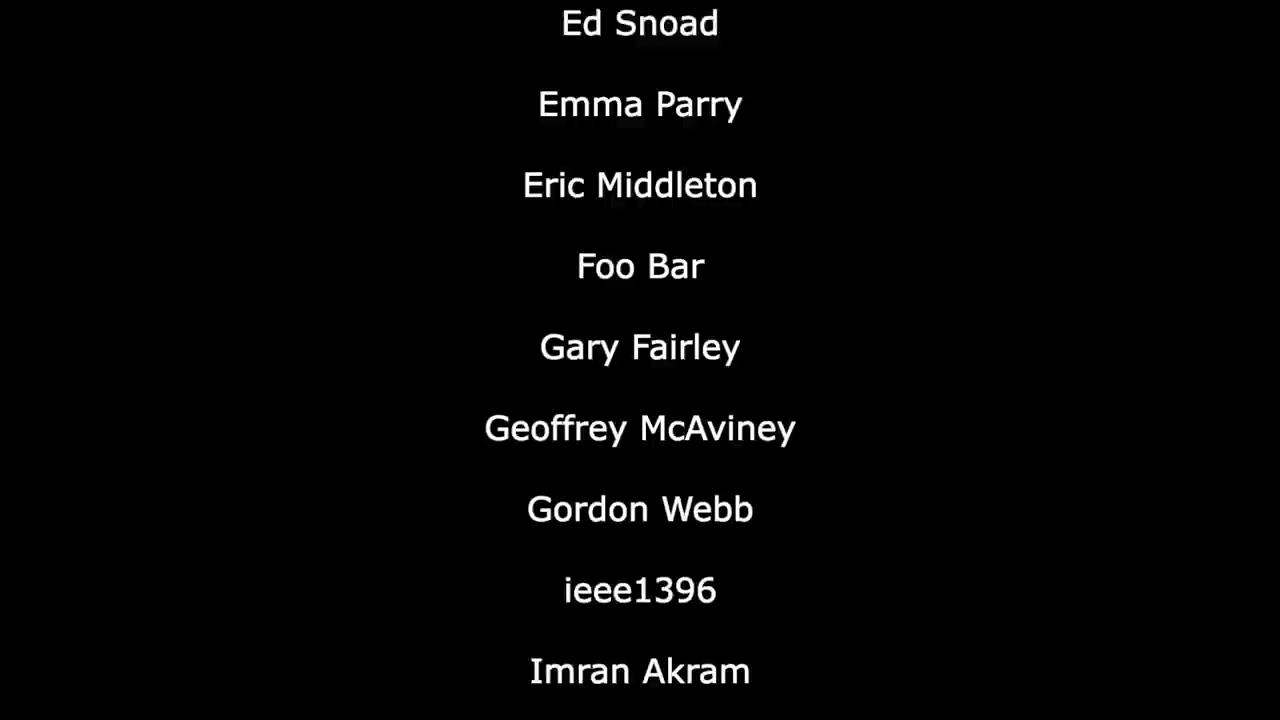 Ed Snoad
Emma Parry
Eric Middleton
Foo Bar
Gary Fairley
Geoffrey McAviney
Gordon Webb
ieee1396
Imran Akram